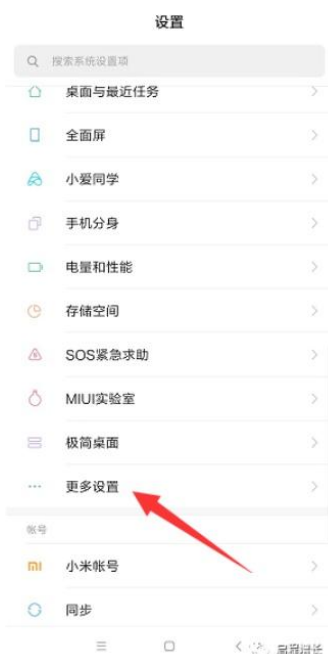 设置
搜索系统设置项
桌面与最近任务
全面屏
小爱同学
手机分身
电量和性能
存储空间
SOS紧急求助
MIUI实验室
极简桌面
更多设置
帐号
小米帐号
同步